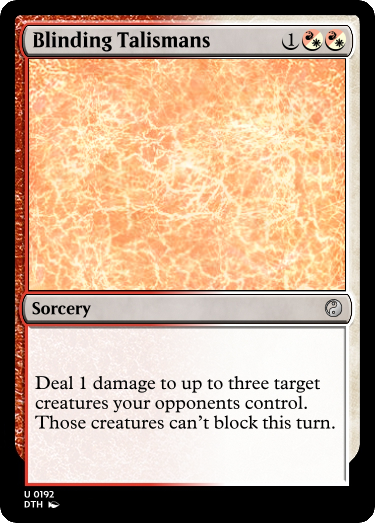 Blinding Talismans 1
Sorcery
Deal 1 damage to up to three target
creatures your opponents control.
Those creatures can't block this turn.
U 0192
DTH